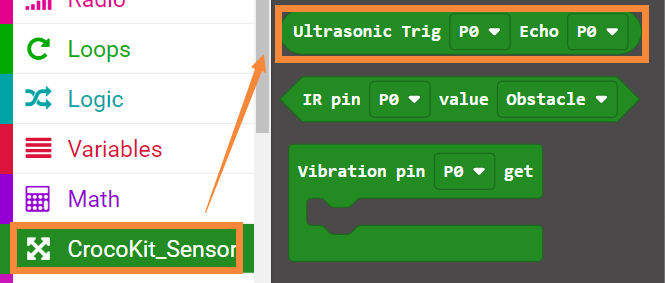 Radio
Loops
Logic
Variables
Math
CrocoKit_Sensor
Ultrasonic Trig P0 Echo P0
IR pin P0 value Obstacle
Vibration pin P0 get